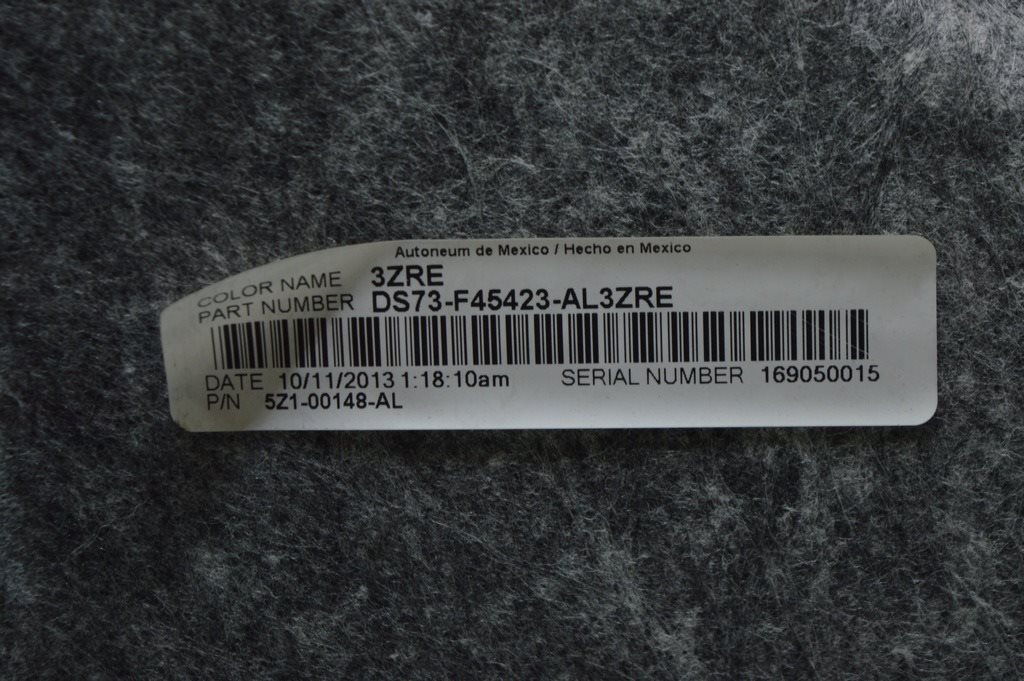 Autoneum de Mexico / Hecho en Mexico
COLOR NAME 3ZRE
PART NUMBER DS73-F45423-AL3ZRE
DATE 10/11/2013 1:18:10am SERIAL NUMBER 169050015
P/N 5Z1-00148-AL